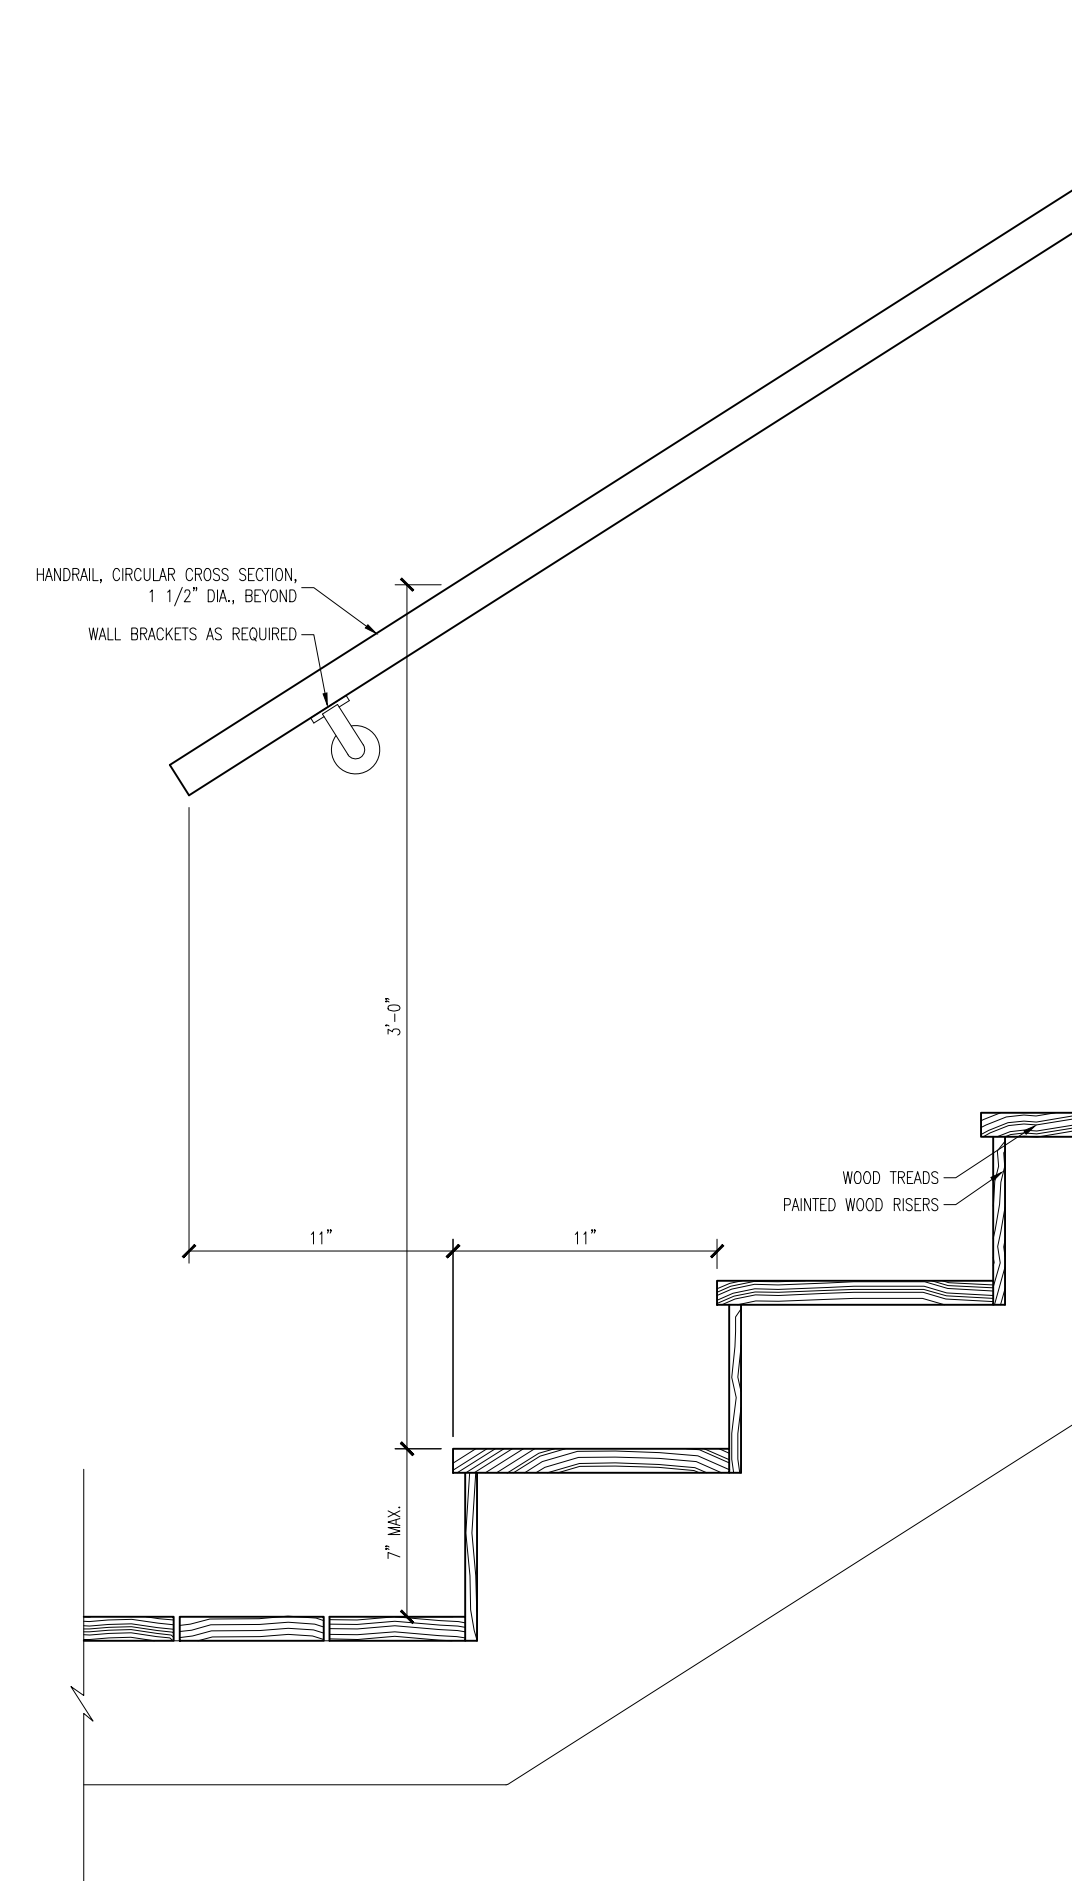 HANDRAIL, CIRCULAR CROSS SECTION,
1 1/2" DIA., BEYOND
WALL BRACKETS AS REQUIRED
3'-0"
WOOD TREADS
PAINTED WOOD RISERS
11"
11"
7" MAX.